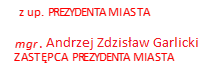 z up. PREZYDENTA MIASTA
mgr. Andrzej Zdzisław Garlicki
ZASTĘPCA PREZYDENTA MIASTA